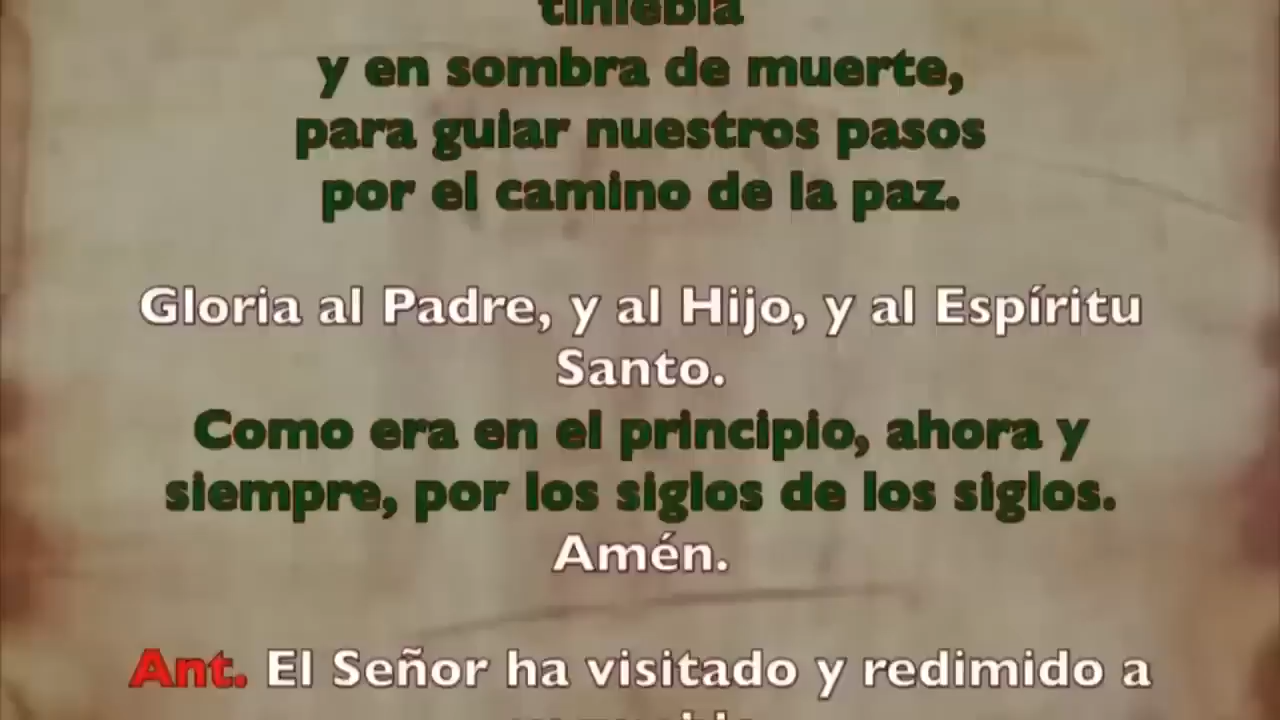 tiniebla
y en sombra de muerte,
para guiar nuestros pasos
por el camino de la paz.
Gloria al Padre, y al Hijo, y al Espíritu
Santo.
Como era en el principio, ahora y
siempre, por los siglos de los siglos.
Amén.
Ant. El Señor ha visitado y redimido a